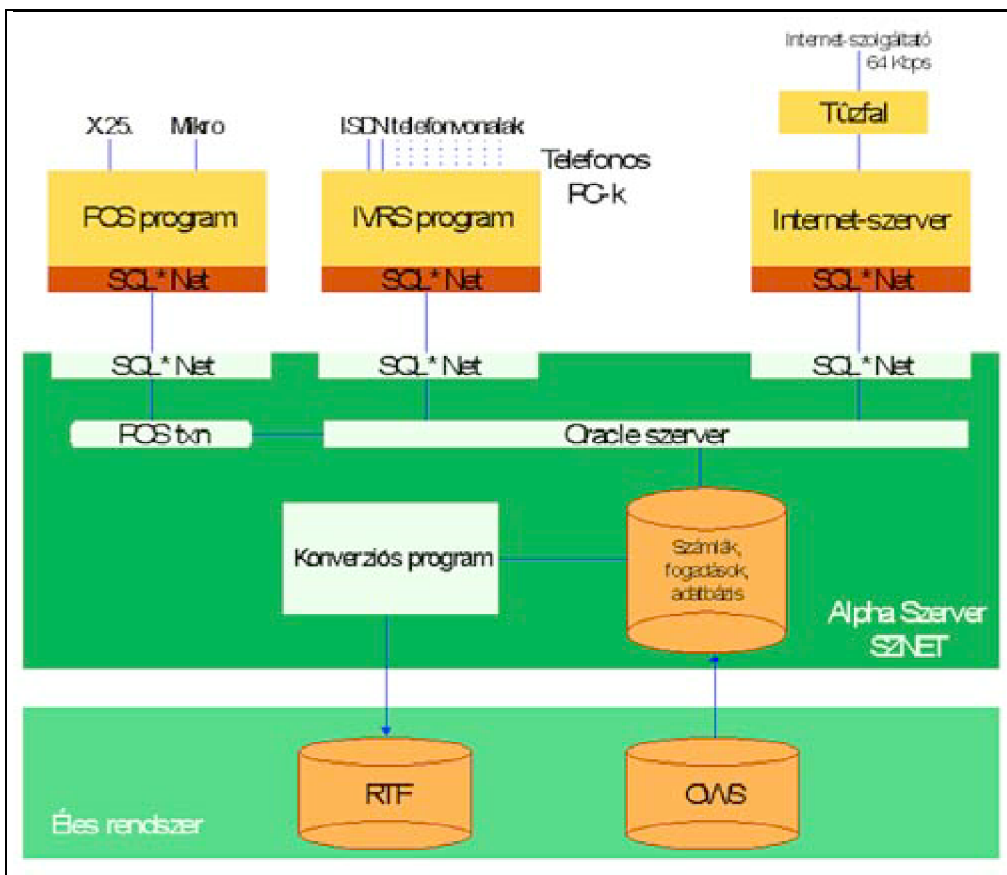 Internet-szolgáltató
64 Kbps
Tûzfal
X.25.
Mikro
ISDN telefonvonalak
Telefonos
PC-k
POS program
IVRS program
Internet-szerver
SQL* Net
SQL* Net
SQL* Net
SQL* Net
SQL* Net
SQL* Net
POS txn
Oracle szerver
Konverziós program
Számlák,
fogadások,
adatbázis
Alpha Szerver
SZNET
RTF
OWS
Éles rendszer